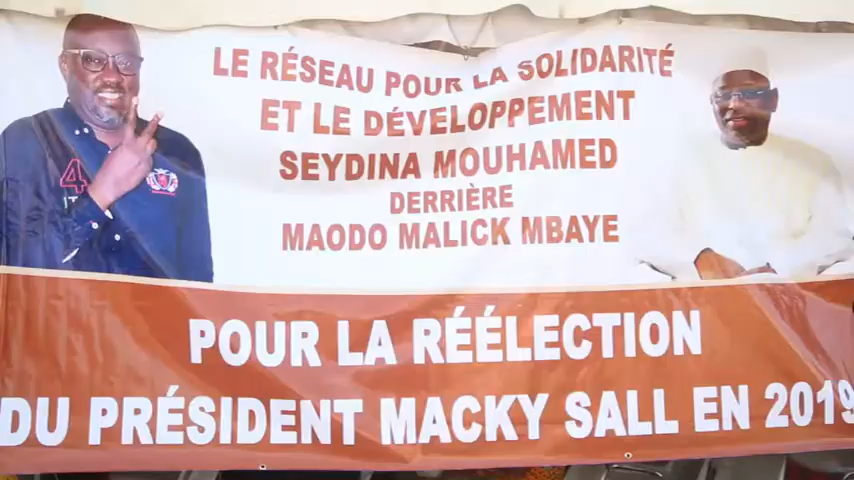 LE RÉSEAU POUR LA SOLIDARITÉ
ET LE DÉVELOPPEMENT
SEYDINA MOUHAMED
DERRIÈRE
MAODO MALICK MBAYE
4
POUR LA RÉÉLECTION
DU PRÉSIDENT MACKY SALL EN 2019